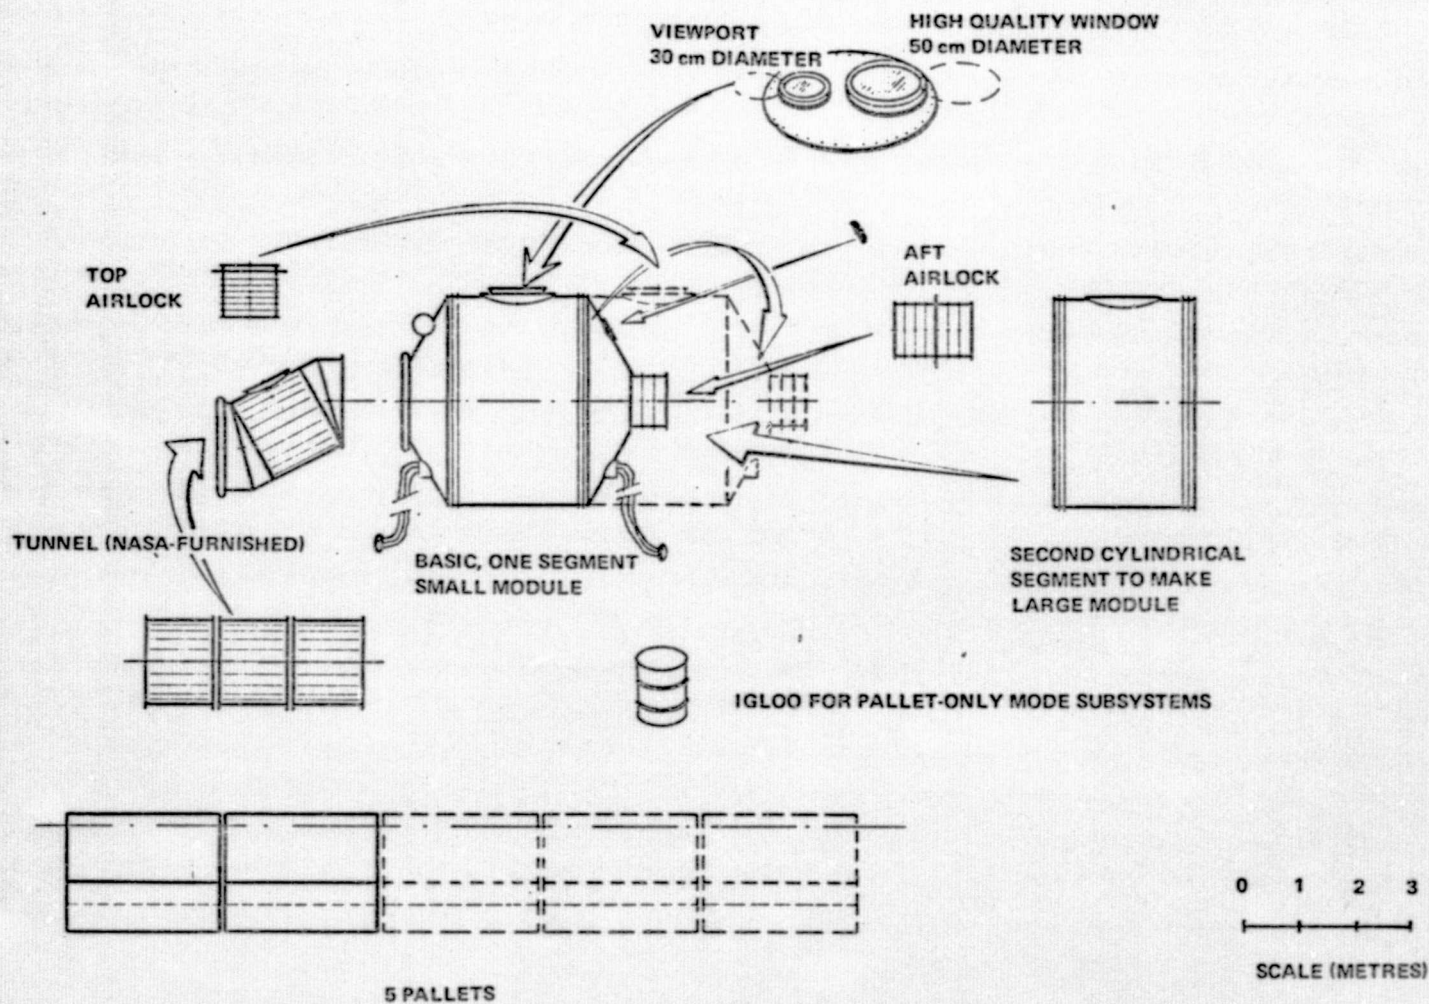 VIEWPORT
30 cm DIAMETER
HIGH QUALITY WINDOW
50 cm DIAMETER
TOP
AIRLOCK
AFT
AIRLOCK
TUNNEL (NASA-FURNISHED)
BASIC, ONE SEGMENT
SMALL MODULE
SECOND CYLINDRICAL
SEGMENT TO MAKE
LARGE MODULE
IGLOO FOR PALLET-ONLY MODE SUBSYSTEMS
5 PALLETS
0 1 2 3
SCALE (METRES)